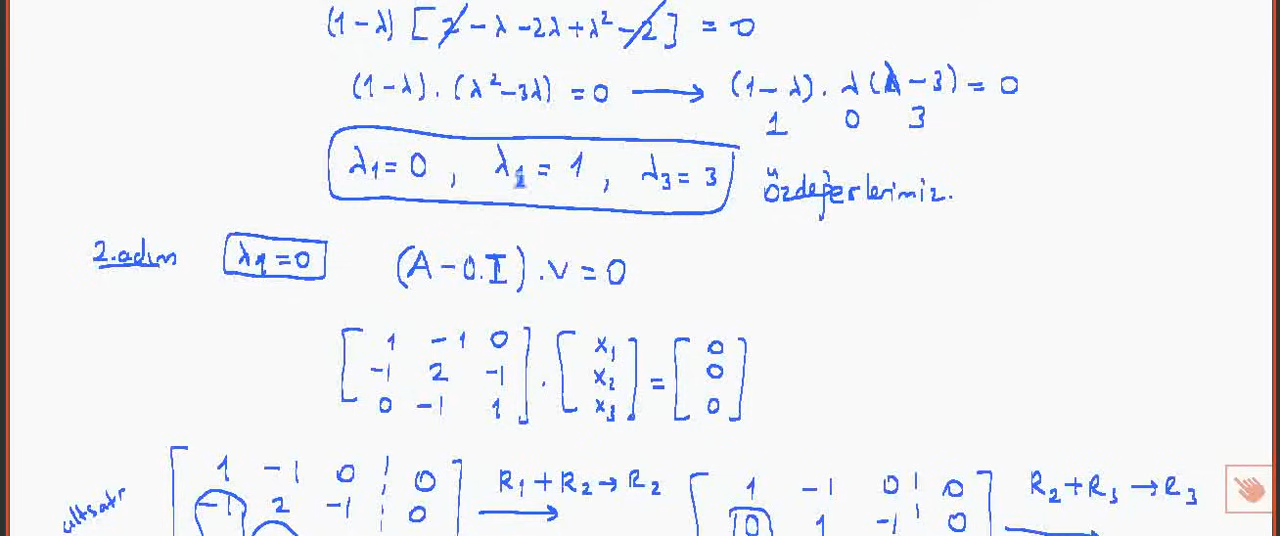 (1-λ) [2-λ-2λ+λ²-2] = 0
(1-λ). (λ²-3λ) = 0 → (1-λ). λ(λ-3) = 0
1 0 3
λ1 = 0 , λ1 = 1 , λ3 = 3 Özdeğerlerimiz.
2.adım λ1=0 (A-0.I).v=0
1 -1 0 x1 0
-1 2 -1 . x2 = 0
0 -1 1 x3 0
1 -1 0 0 R1+R2→R2 1 -1 0 0 R2+R3→R3
-1 2 -1 0 0 1 -1 0